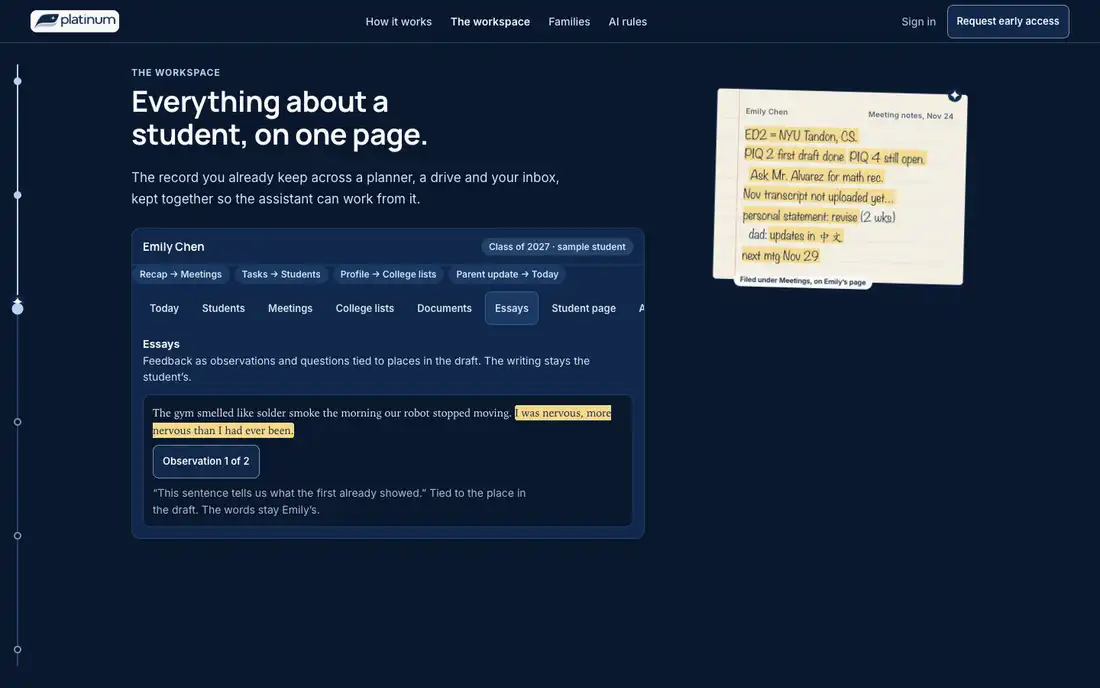 platinum
How it works The workspace Families AI rules
Sign in Request early access
THE WORKSPACE
Everything about a
student, on one page.
The record you already keep across a planner, a drive and your inbox,
kept together so the assistant can work from it.
Emily Chen Class of 2027 · sample student
Recap → Meetings Tasks → Students Profile → College lists Parent update → Today
Today Students Meetings College lists Documents Essays Student page A
Essays
Feedback as observations and questions tied to places in the draft. The writing stays the
student’s.
The gym smelled like solder smoke the morning our robot stopped moving. I was nervous, more
nervous than I had ever been.
Observation 1 of 2
“This sentence tells us what the first already showed.” Tied to the place in
the draft. The words stay Emily’s.
Emily Chen Meeting notes, Nov 24
ED2 = NYU Tandon, CS.
PIQ 2 first draft done PIQ 4 still open.
Ask Mr. Alvarez for math rec.
Nov transcript not uploaded yet...
personal statement: revise (2 wks)
dad: updates in 中文
next mtg Nov 29
Filed under Meetings, on Emily’s page